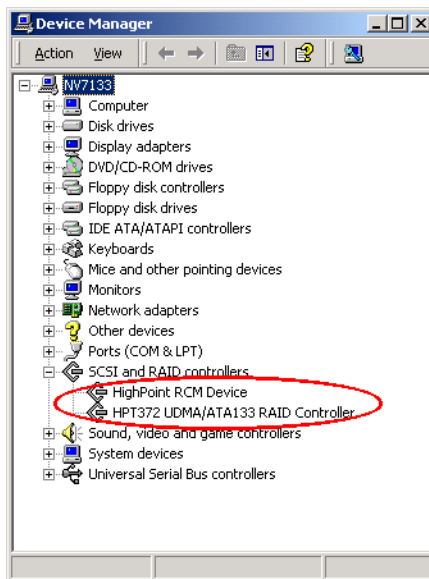 Device Manager
Action View
NV7133
Computer
Disk drives
Display adapters
DVD/CD-ROM drives
Floppy disk controllers
Floppy disk drives
IDE ATA/ATAPI controllers
Keyboards
Mice and other pointing devices
Monitors
Network adapters
Other devices
Ports (COM & LPT)
SCSI and RAID controllers
HighPoint RCM Device
HPT372 UDMA/ATA133 RAID Controller
Sound, video and game controllers
System devices
Universal Serial Bus controllers